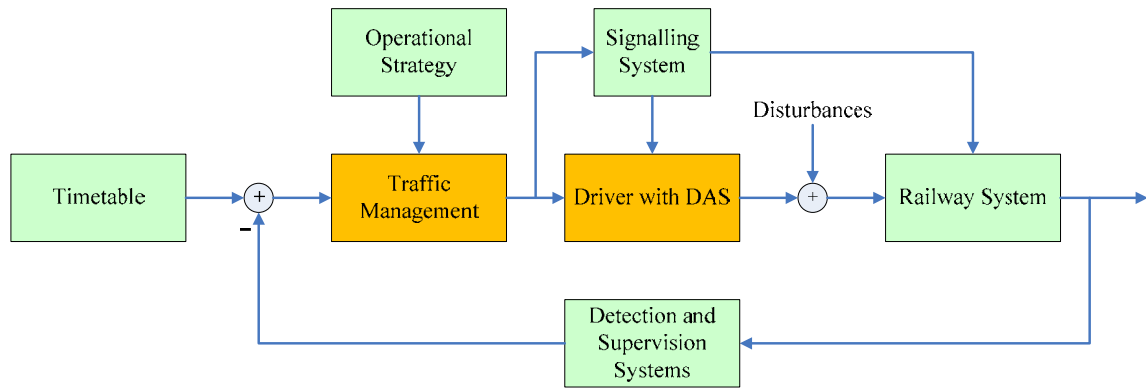 Operational
Strategy
Signalling
System
Disturbances
Timetable
+
−
Traffic
Management
Driver with DAS
+
Railway System
Detection and
Supervision
Systems